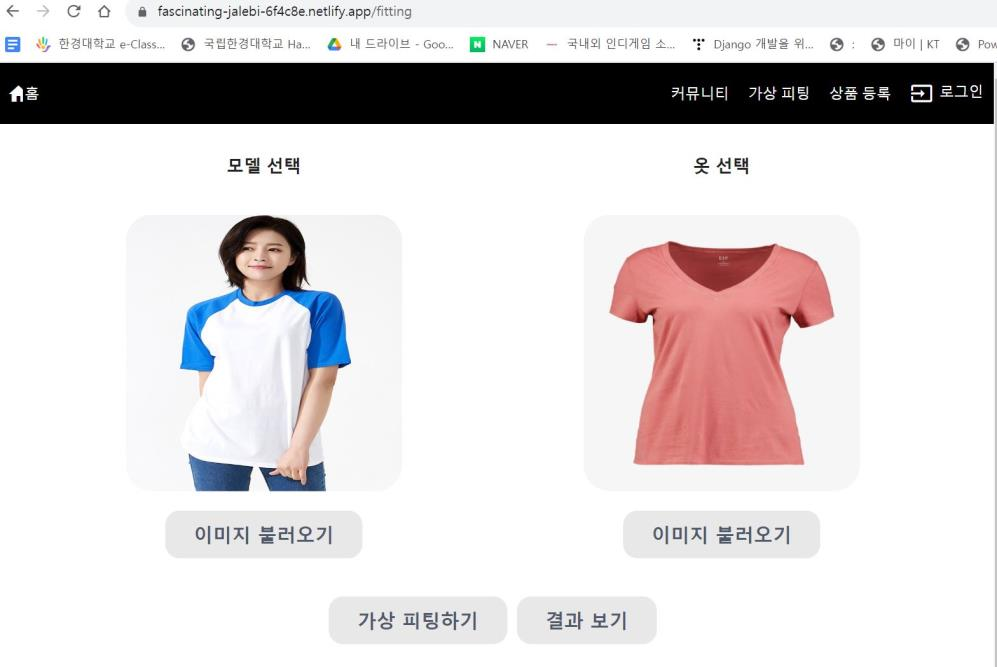 fascinating-jalebi-6f4c8e.netlify.app/fitting
한경대학교 e-Class... 국립한경대학교 Ha... 내 드라이브 - Goo... NAVER 국내외 인디게임 소... Django 개발을 위... : 마이 | KT Pow
홈 커뮤니티 가상 피팅 상품 등록 로그인
모델 선택 옷 선택
GAP
이미지 불러오기 이미지 불러오기
가상 피팅하기 결과 보기